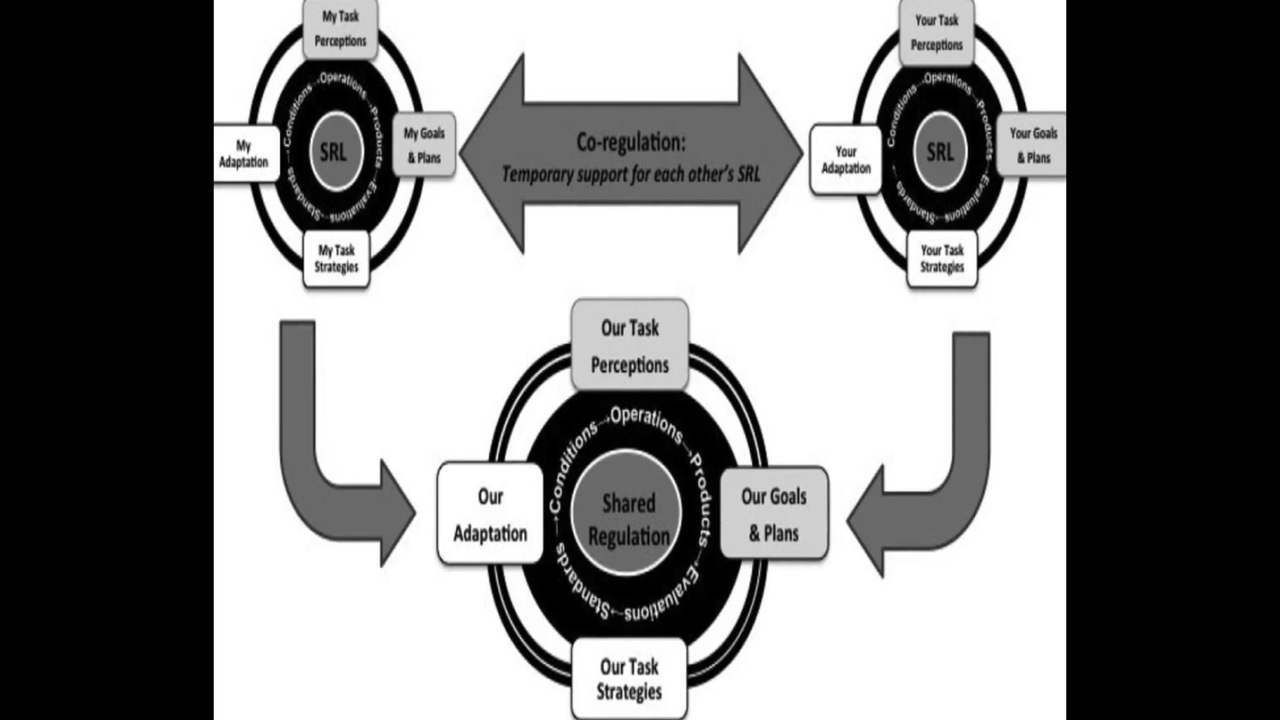 My Task
Perceptions
Conditions→Operations→Products→Evaluations→Standards→
SRL
My Goals
& Plans
My
Adaptation
My Task
Strategies
Co-regulation:
Temporary support for each other's SRL
Your Task
Perceptions
Conditions→Operations→Products→Evaluations→Standards→
SRL
Your Goals
& Plans
Your
Adaptation
Your Task
Strategies
Our Task
Perceptions
Conditions→Operations→Products→Evaluations→Standards→
Shared
Regulation
Our
Adaptation
Our Goals
& Plans
Our Task
Strategies